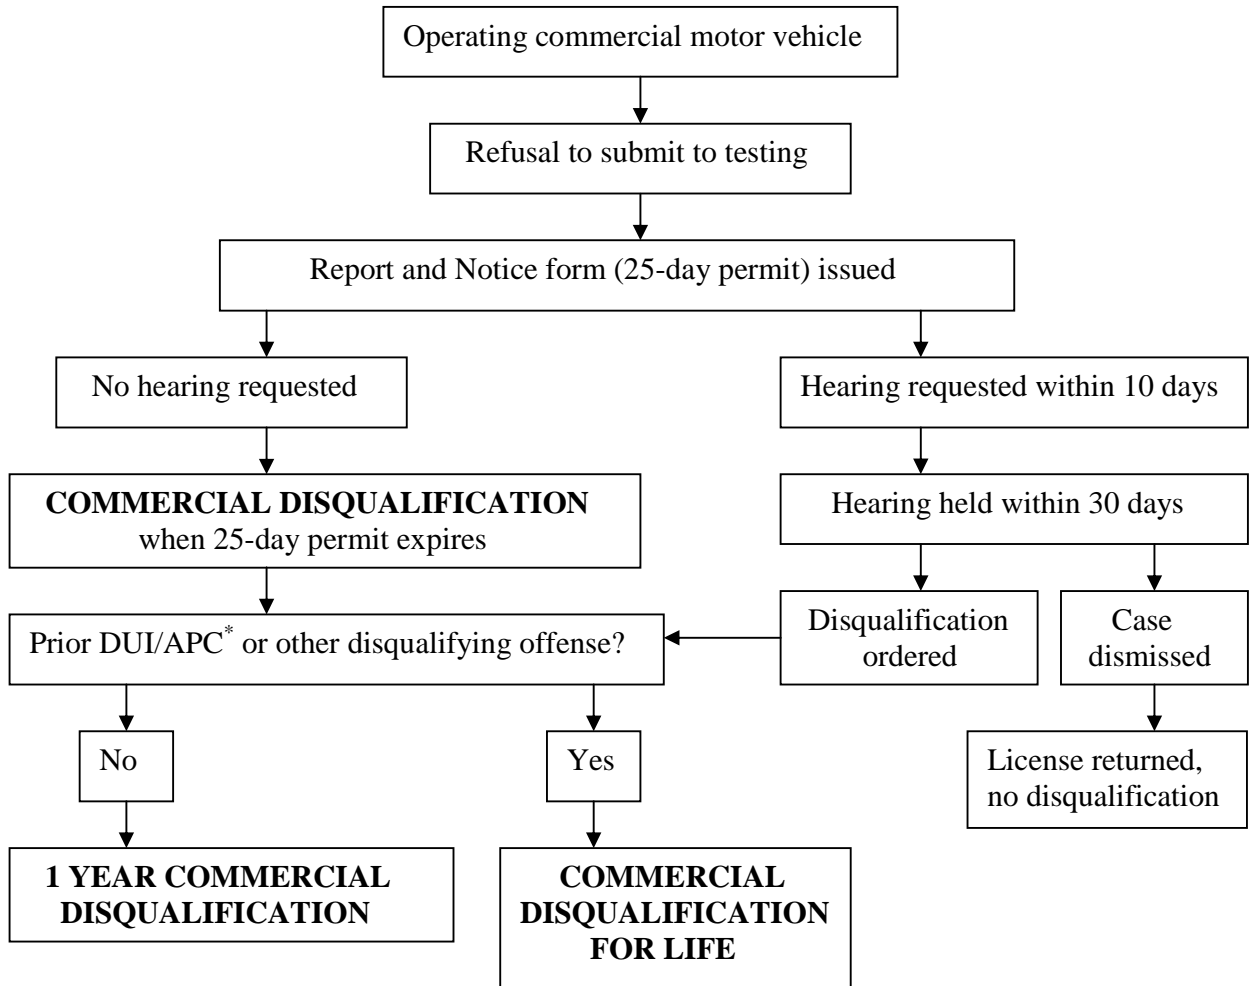 Operating commercial motor vehicle
Refusal to submit to testing
Report and Notice form (25-day permit) issued
No hearing requested
Hearing requested within 10 days
COMMERCIAL DISQUALIFICATION
when 25-day permit expires
Hearing held within 30 days
Prior DUI/APC* or other disqualifying offense?
Disqualification
ordered
Case
dismissed
No
Yes
License returned,
no disqualification
1 YEAR COMMERCIAL
DISQUALIFICATION
COMMERCIAL
DISQUALIFICATION
FOR LIFE